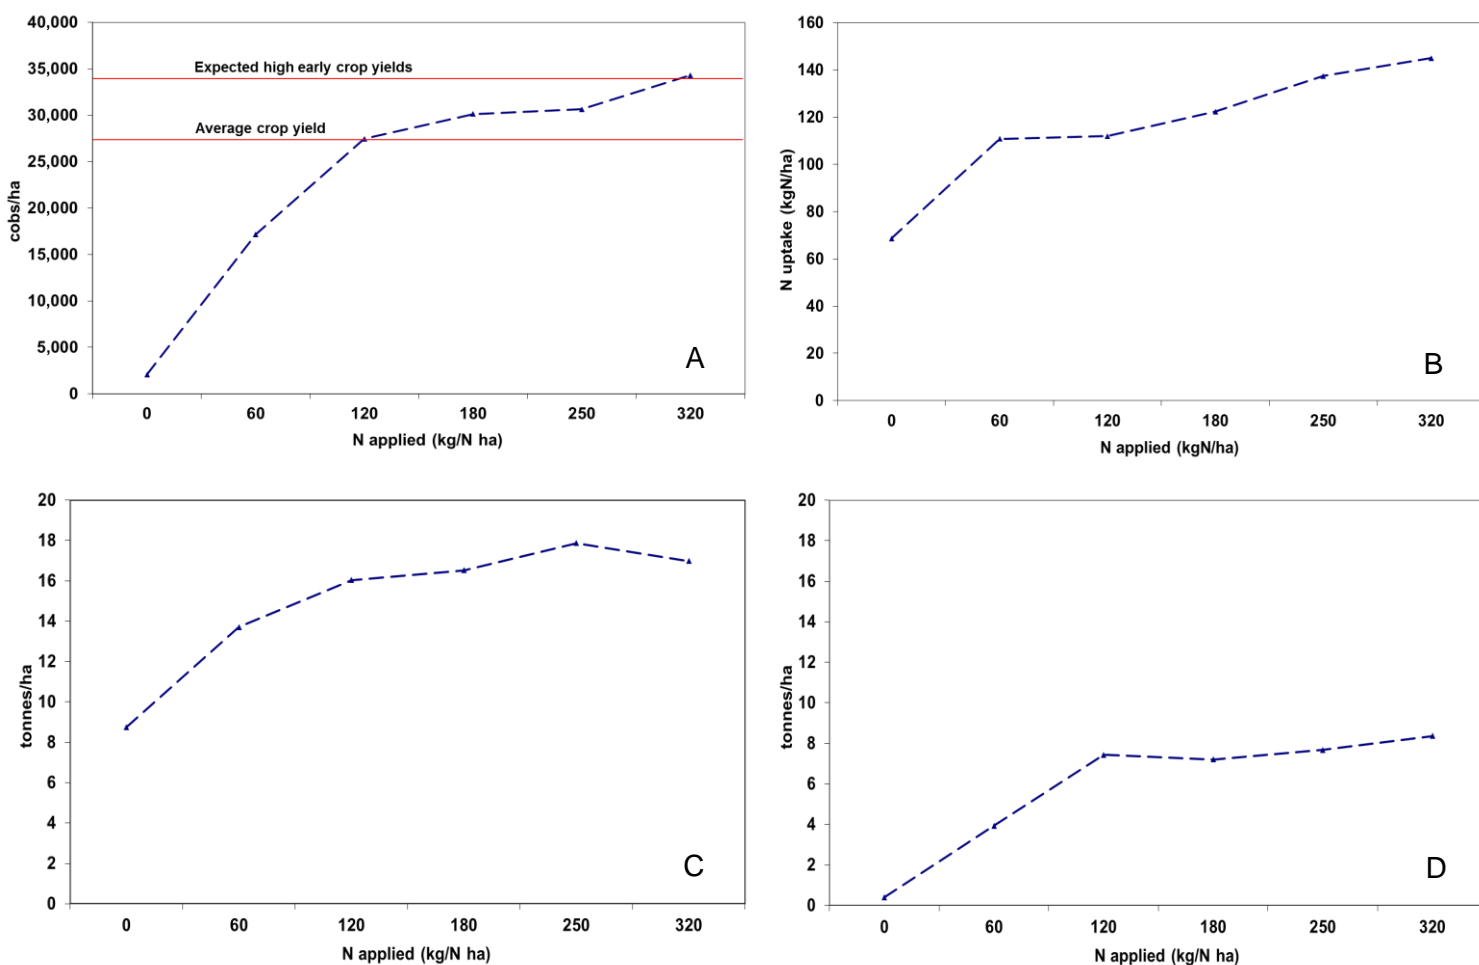 40,000
35,000
30,000
25,000
20,000
15,000
10,000
5,000
0
cobs/ha
Expected high early crop yields
Average crop yield
A
0 60 120 180 250 320
N applied (kg/N ha)
160
140
120
100
80
60
40
20
0
N uptake (kgN/ha)
B
0 60 120 180 250 320
N applied (kgN/ha)
20
18
16
14
12
10
8
6
4
2
0
tonnes/ha
C
0 60 120 180 250 320
N applied (kg/N ha)
20
18
16
14
12
10
8
6
4
2
0
tonnes/ha
D
0 60 120 180 250 320
N applied (kg/N ha)